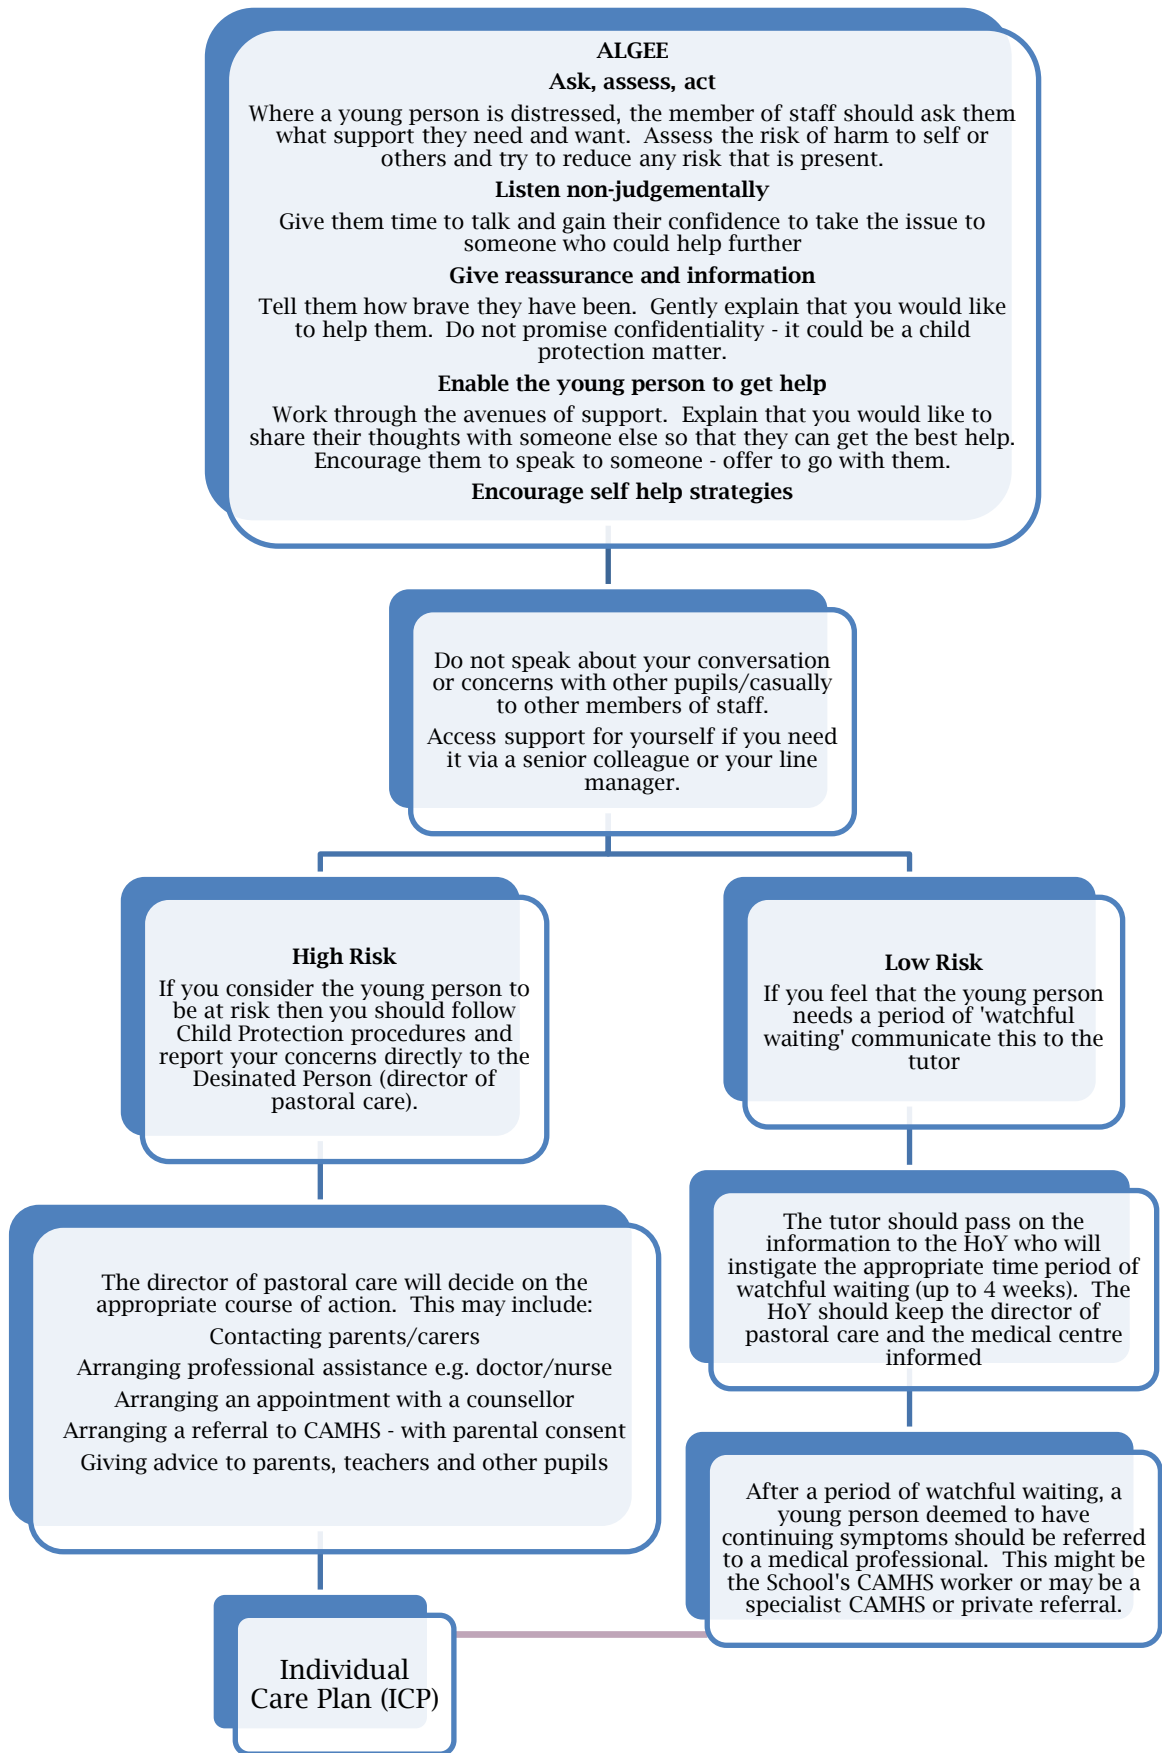 ALGEE
Ask, assess, act
Where a young person is distressed, the member of staff should ask them
what support they need and want.  Assess the risk of harm to self or
others and try to reduce any risk that is present.
Listen non-judgementally
Give them time to talk and gain their confidence to take the issue to
someone who could help further
Give reassurance and information
Tell them how brave they have been.  Gently explain that you would like
to help them.  Do not promise confidentiality - it could be a child
protection matter.
Enable the young person to get help
Work through the avenues of support.  Explain that you would like to
share their thoughts with someone else so that they can get the best help.
Encourage them to speak to someone - offer to go with them.
Encourage self help strategies
Do not speak about your conversation
or concerns with other pupils/casually
to other members of staff.
Access support for yourself if you need
it via a senior colleague or your line
manager.
High Risk
If you consider the young person to
be at risk then you should follow
Child Protection procedures and
report your concerns directly to the
Desinated Person (director of
pastoral care).
The director of pastoral care will decide on the
appropriate course of action.  This may include:
Contacting parents/carers
Arranging professional assistance e.g. doctor/nurse
Arranging an appointment with a counsellor
Arranging a referral to CAMHS - with parental consent
Giving advice to parents, teachers and other pupils
Individual
Care Plan (ICP)
Low Risk
If you feel that the young person
needs a period of 'watchful
waiting' communicate this to the
tutor
The tutor should pass on the
information to the HoY who will
instigate the appropriate time period of
watchful waiting (up to 4 weeks).  The
HoY should keep the director of
pastoral care and the medical centre
informed
After a period of watchful waiting, a
young person deemed to have
continuing symptoms should be referred
to a medical professional.  This might be
the School's CAMHS worker or may be a
specialist CAMHS or private referral.